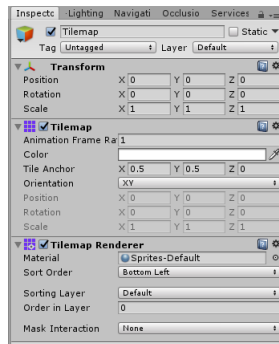 Inspecto Lighting Navigati Occlusio Services
Tilemap Static
Tag Untagged Layer Default
Transform
Position X 0 Y 0 Z 0
Rotation X 0 Y 0 Z 0
Scale X 1 Y 1 Z 1
Tilemap
Animation Frame Ra 1
Color
Tile Anchor X 0.5 Y 0.5 Z 0
Orientation XY
Position X 0 Y 0 Z 0
Rotation X 0 Y 0 Z 0
Scale X 1 Y 1 Z 1
Tilemap Renderer
Material Sprites-Default
Sort Order Bottom Left
Sorting Layer Default
Order in Layer 0
Mask Interaction None